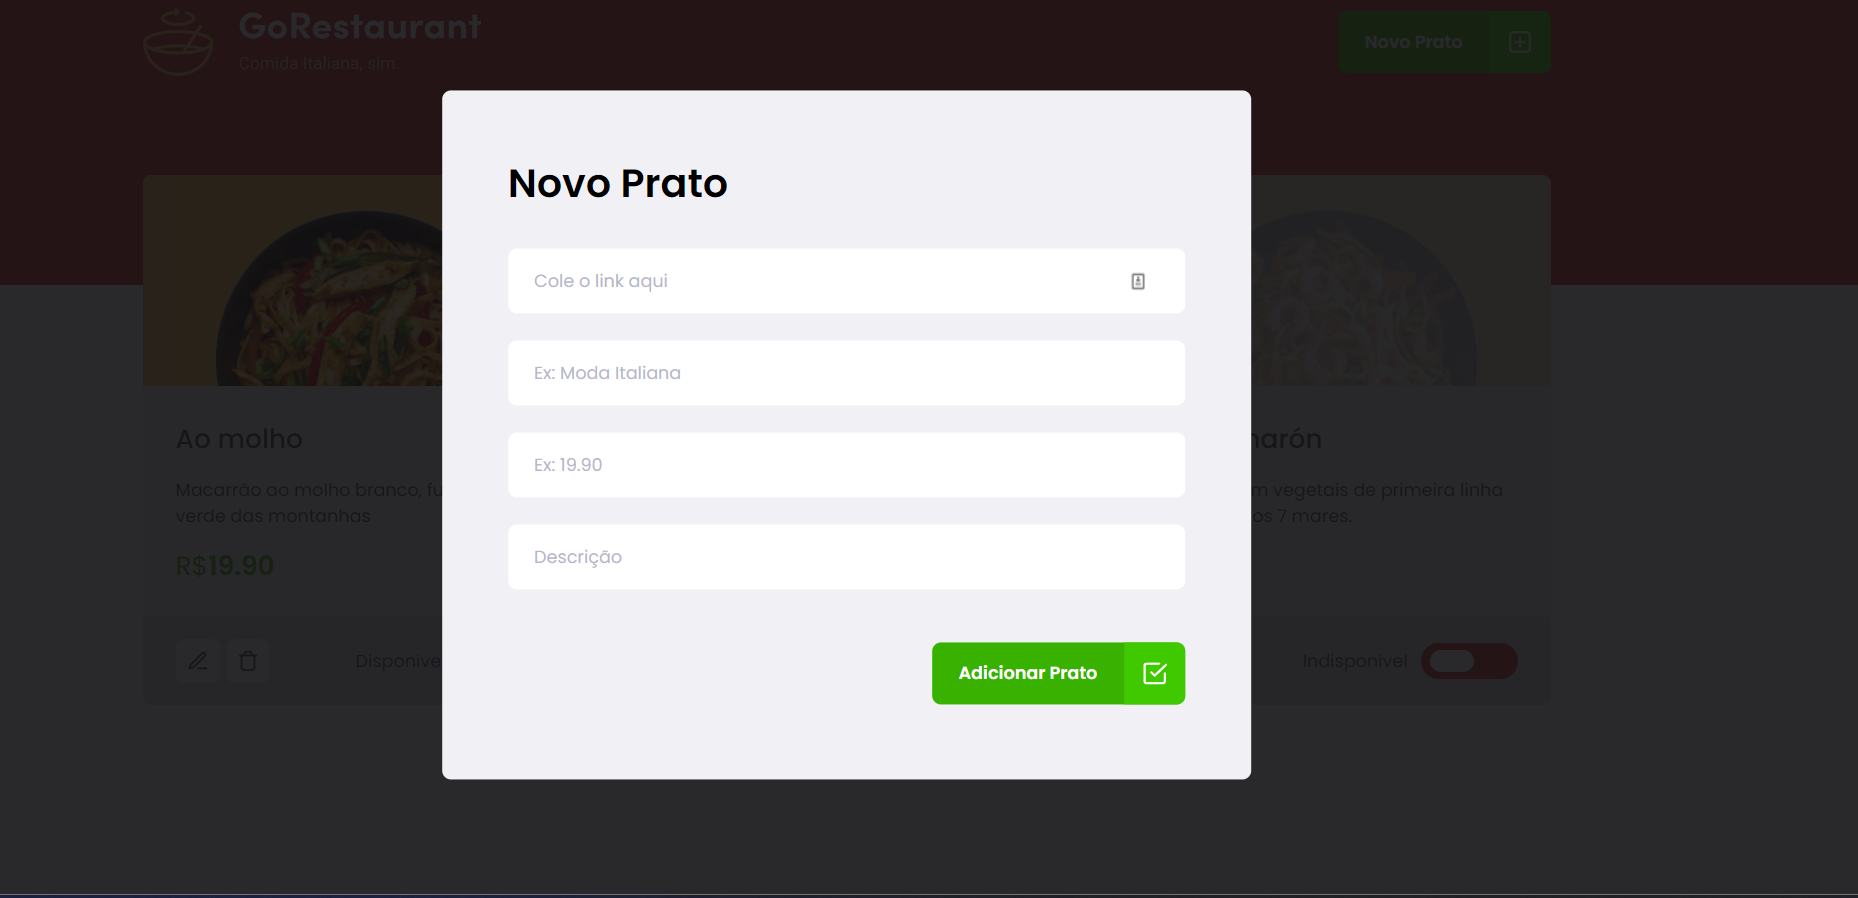 GoRestaurant
Comida Italiana, sim.
Novo Prato
Novo Prato
Cole o link aqui
Ex: Moda Italiana
Ex: 19.90
Descrição
Adicionar Prato
Ao molho
Macarrão ao molho branco, fu
verde das montanhas
R$19.90
Disponíve
narón
m vegetais de primeira linha
os 7 mares.
Indisponível